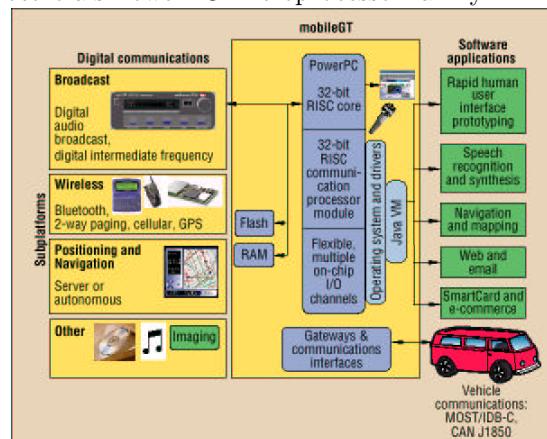 mobileGT
Digital communications
Broadcast
Digital
audio
broadcast,
digital intermediate frequency
Wireless
Bluetooth,
2-way paging, cellular, GPS
Positioning and
Navigation
Server or
autonomous
Other
Imaging
Subplatforms
PowerPC
32-bit
RISC core
32-bit
RISC
communi-
cation
processor
module
Flexible,
multiple
on-chip
I/O
channels
Flash
RAM
Operating system and drivers
Java VM
Gateways &
communications
interfaces
Software
applications
Rapid human
user
interface
prototyping
Speech
recognition
and synthesis
Navigation
and mapping
Web and
email
SmartCard and
e-commerce
Vehicle
communications:
MOST/IDB-C,
CAN J1850